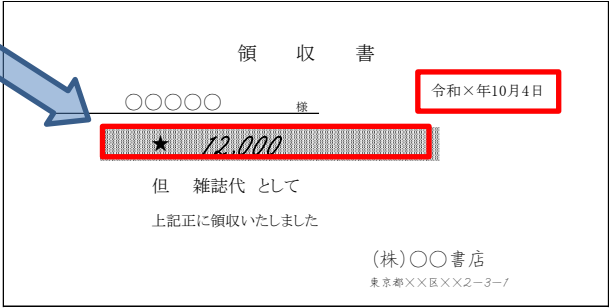 領 収 書
令和×年10月4日
○○○○○ 様
★ 12,000
但 雑誌代 として
上記正に領収いたしました
(株)○○書店
東京都××区××2-3-1